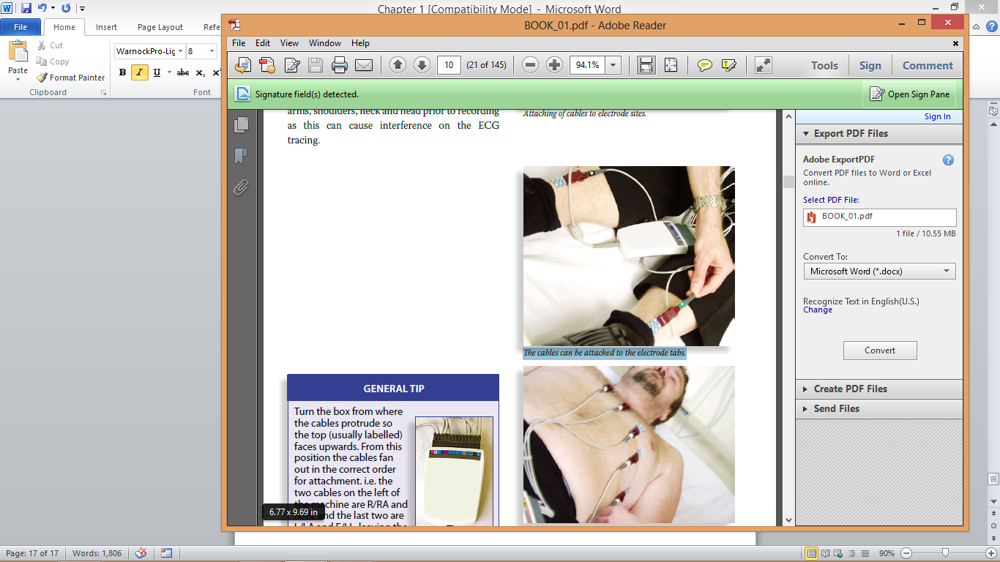 Chapter 1 [Compatibility Mode] - Microsoft Word
File
Home
Insert
Page Layout
Refe
Paste
Cut
Copy
Format Painter
Clipboard
WarnockPro-Lig
8
B I U abc x₂ x
Font
BOOK_01.pdf - Adobe Reader
File Edit View Window Help
10 (21 of 145)
94.1%
Tools Sign Comment
Signature field(s) detected.
Open Sign Pane
arms, shoulders, neck and head prior to recording
as this can cause interference on the ECG
tracing.
Attaching of cables to electrode sites.
The cables can be attached to the electrode tabs.
GENERAL TIP
Turn the box from where
the cables protrude so
the top (usually labelled)
faces upwards. From this
position the cables fan
out in the correct order
for attachment. i.e. the
two cables on the left of
the machine are R/RA and
and the last two are
6.77 x 9.69 in
Sign In
Export PDF Files
Adobe ExportPDF
Convert PDF files to Word or Excel
online.
Select PDF File:
BOOK_01.pdf
1 file / 10.55 MB
Convert To:
Microsoft Word (*.docx)
Recognize Text in English(U.S.)
Change
Convert
Create PDF Files
Send Files
Page: 17 of 17
Words: 1,806
90%